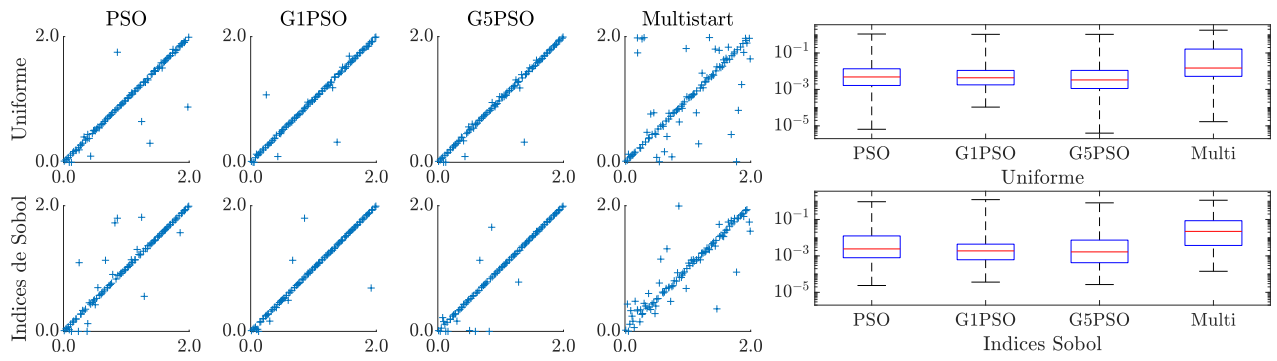 PSO G1PSO G5PSO Multistart
Uniforme
2.0 2.0 2.0 2.0
0.0 0.0 0.0 0.0
0.0 2.0 0.0 2.0 0.0 2.0 0.0 2.0
Indices de Sobol
2.0 2.0 2.0 2.0
0.0 0.0 0.0 0.0
0.0 2.0 0.0 2.0 0.0 2.0 0.0 2.0
10⁻¹
10⁻³
10⁻⁵
PSO G1PSO G5PSO Multi
Uniforme
10⁻¹
10⁻³
10⁻⁵
PSO G1PSO G5PSO Multi
Indices Sobol